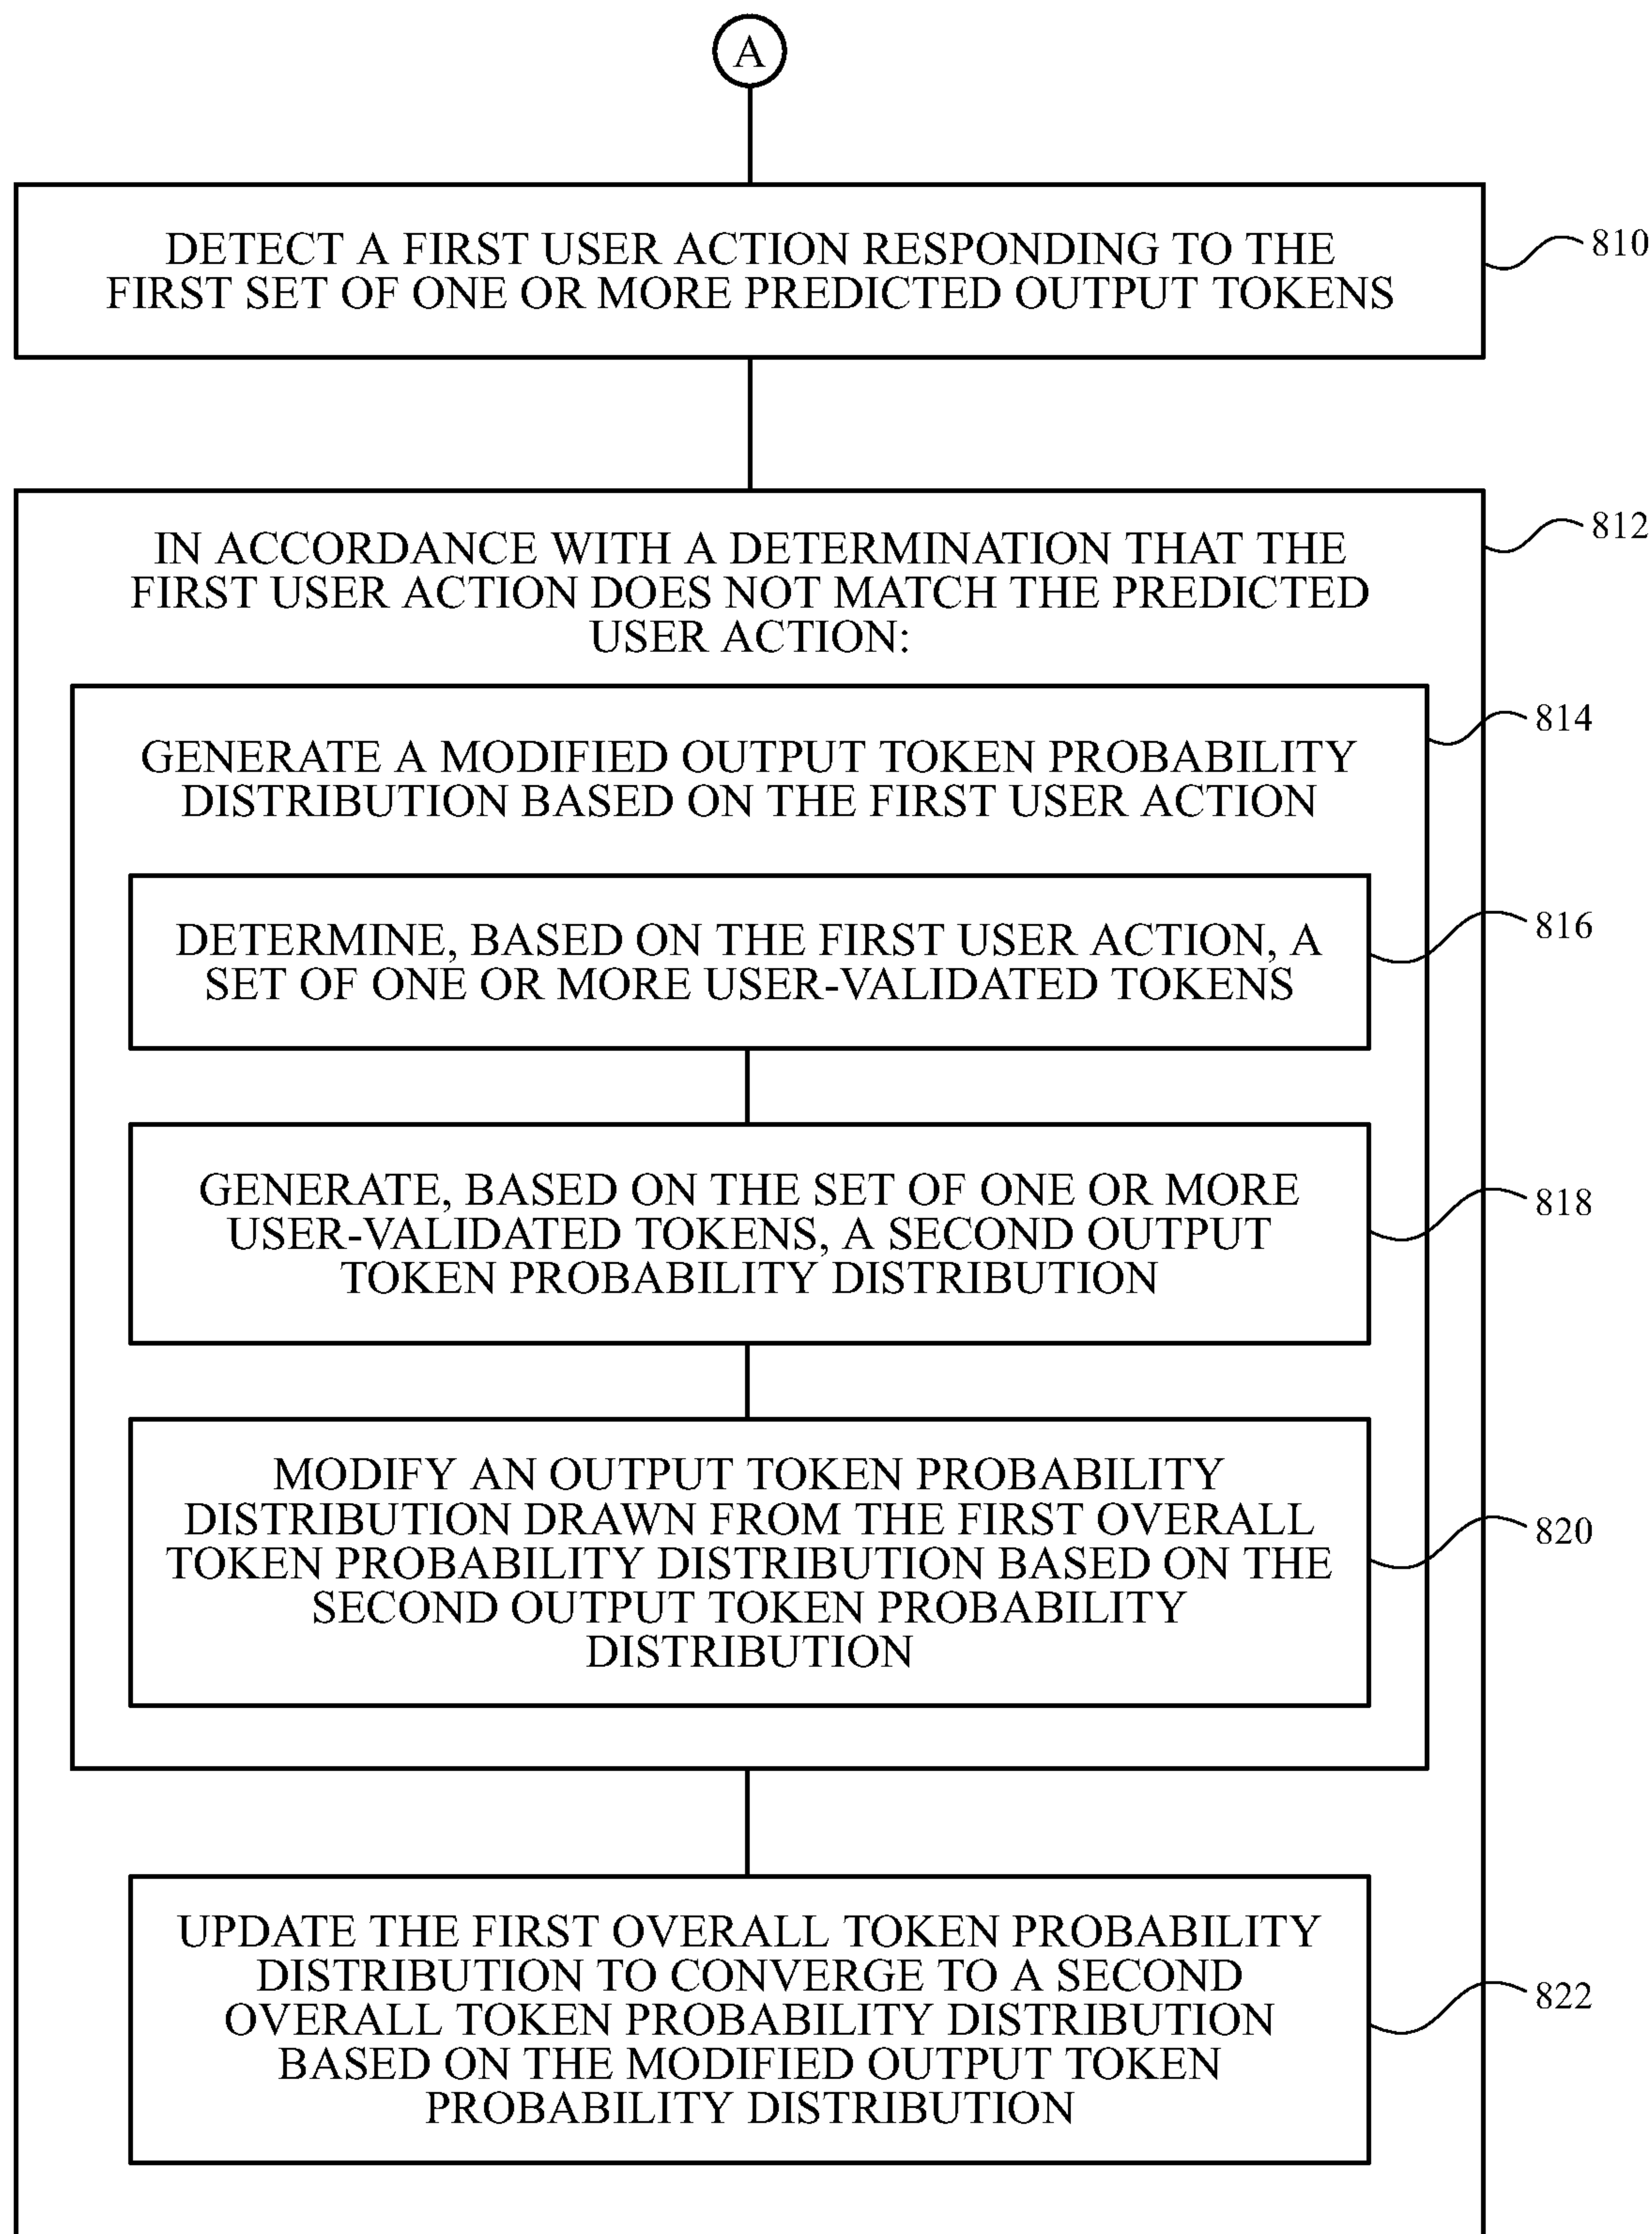 A
DETECT A FIRST USER ACTION RESPONDING TO THE
FIRST SET OF ONE OR MORE PREDICTED OUTPUT TOKENS
810
IN ACCORDANCE WITH A DETERMINATION THAT THE
FIRST USER ACTION DOES NOT MATCH THE PREDICTED
USER ACTION:
812
GENERATE A MODIFIED OUTPUT TOKEN PROBABILITY
DISTRIBUTION BASED ON THE FIRST USER ACTION
814
DETERMINE, BASED ON THE FIRST USER ACTION, A
SET OF ONE OR MORE USER-VALIDATED TOKENS
816
GENERATE, BASED ON THE SET OF ONE OR MORE
USER-VALIDATED TOKENS, A SECOND OUTPUT
TOKEN PROBABILITY DISTRIBUTION
818
MODIFY AN OUTPUT TOKEN PROBABILITY
DISTRIBUTION DRAWN FROM THE FIRST OVERALL
TOKEN PROBABILITY DISTRIBUTION BASED ON THE
SECOND OUTPUT TOKEN PROBABILITY
DISTRIBUTION
820
UPDATE THE FIRST OVERALL TOKEN PROBABILITY
DISTRIBUTION TO CONVERGE TO A SECOND
OVERALL TOKEN PROBABILITY DISTRIBUTION
BASED ON THE MODIFIED OUTPUT TOKEN
PROBABILITY DISTRIBUTION
822